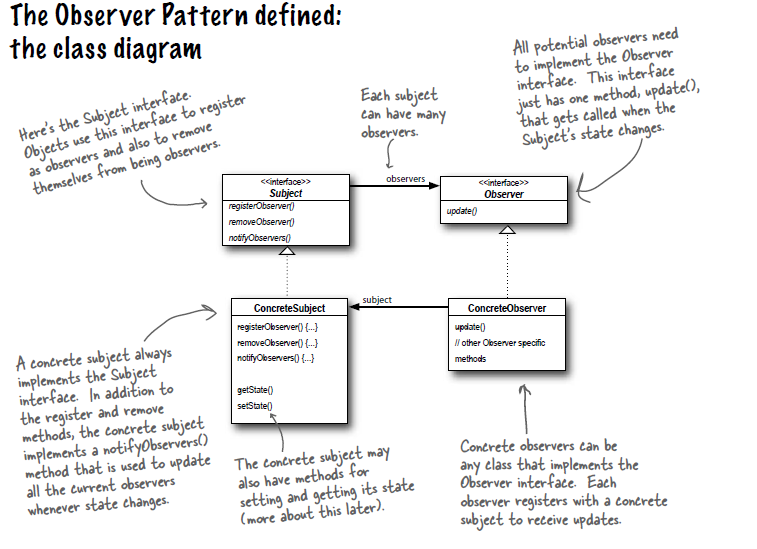 The Observer Pattern defined:
the class diagram
Here's the Subject interface.
Objects use this interface to register
as observers and also to remove
themselves from being observers.
Each subject
can have many
observers.
All potential observers need
to implement the Observer
interface. This interface
just has one method, update(),
that gets called when the
Subject's state changes.
<<interface>>
Subject
registerObserver()
removeObserver()
notifyObservers()
observers
<<interface>>
Observer
update()
ConcreteSubject
registerObserver() {...}
removeObserver() {...}
notifyObservers() {...}
getState()
setState()
subject
ConcreteObserver
update()
// other Observer specific
methods
A concrete subject always
implements the Subject
interface. In addition to
the register and remove
methods, the concrete subject
implements a notifyObservers()
method that is used to update
all the current observers
whenever state changes.
The concrete subject may
also have methods for
setting and getting its state
(more about this later).
Concrete observers can be
any class that implements the
Observer interface. Each
observer registers with a concrete
subject to receive updates.